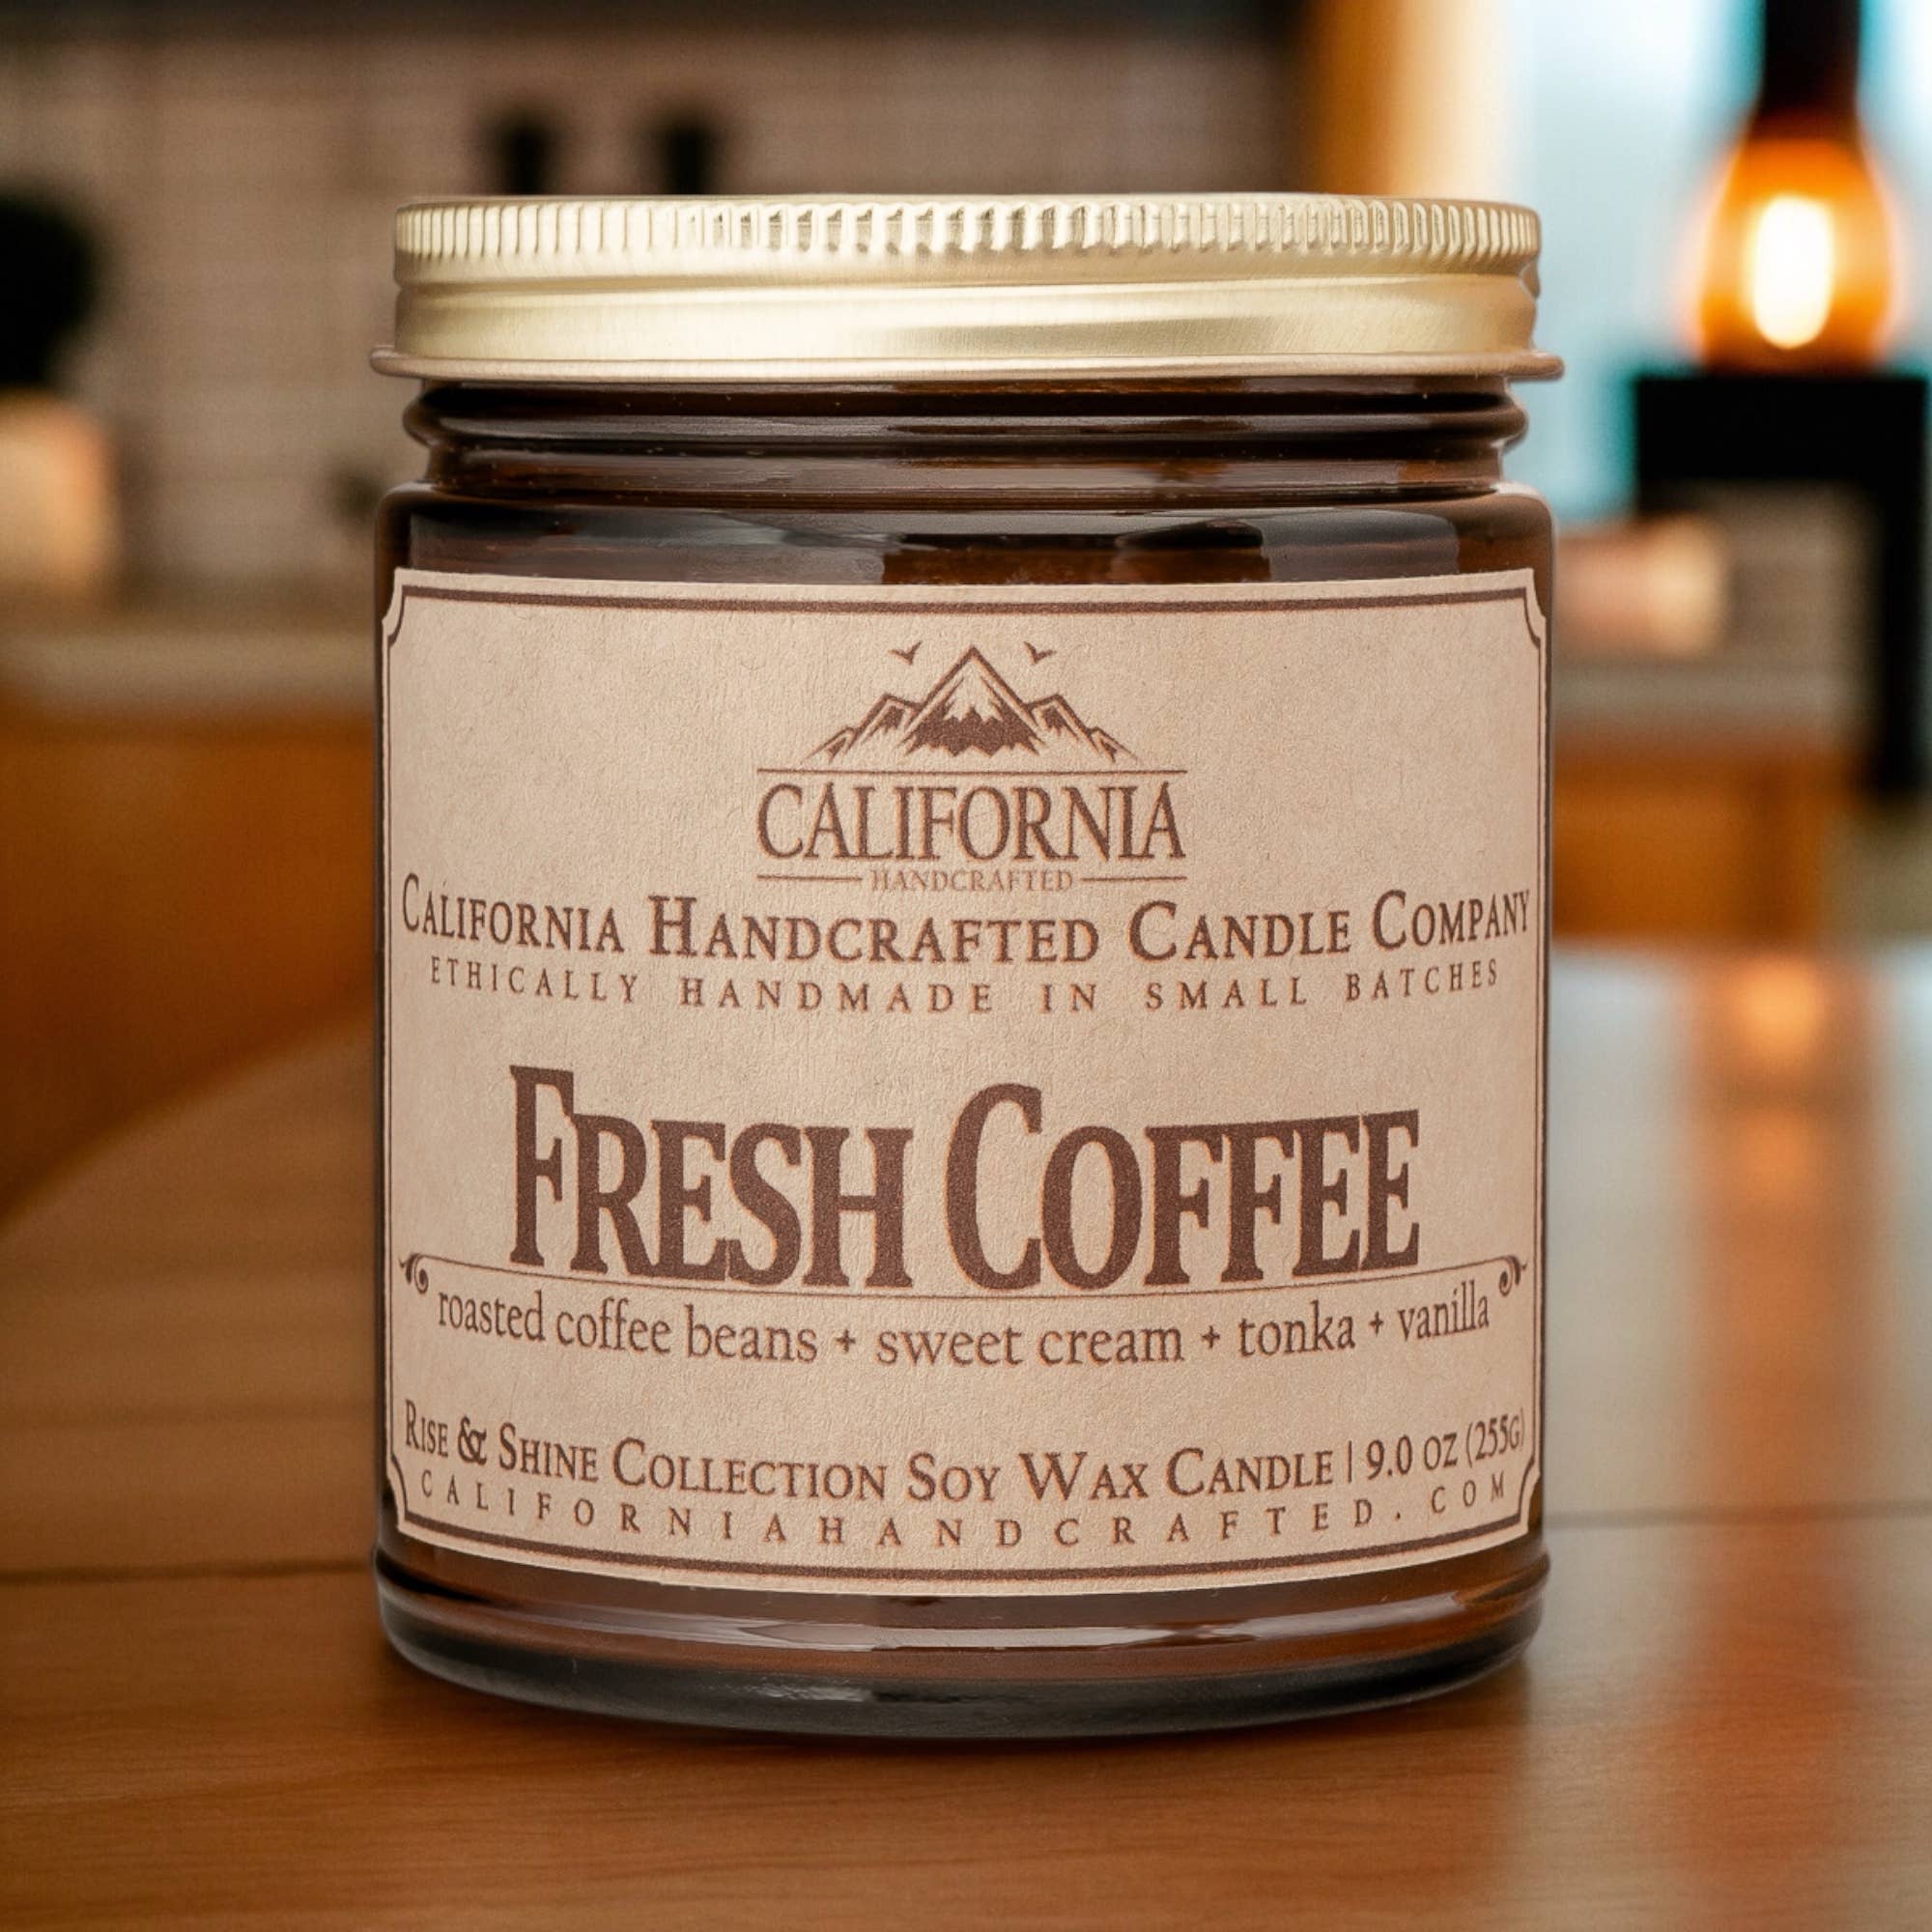 CALIFORNIA
HANDCRAFTED
CALIFORNIA HANDCRAFTED CANDLE COMPANY
ETHICALLY HANDMADE IN SMALL BATCHES
FRESH COFFEE
roasted coffee beans + sweet cream + tonka + vanilla
RISE & SHINE COLLECTION SOY WAX CANDLE | 9.0 OZ (255G)
CALIFORNIAHANDCRAFTED.COM